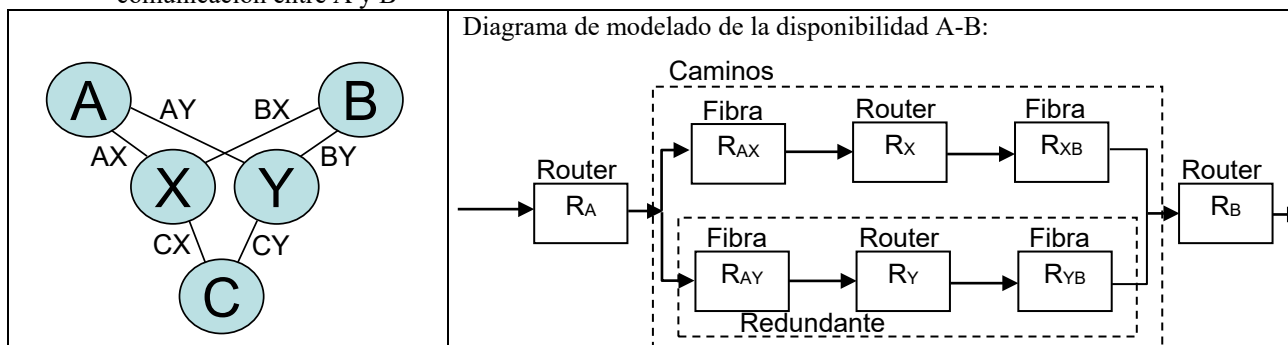 comunicación entre A y B
A
B
AY
BX
AX
BY
X
Y
CX
CY
C
Diagrama de modelado de la disponibilidad A-B:
Caminos
Fibra
Router
Fibra
RAX
RX
RXB
Router
RA
Router
RB
Fibra
Router
Fibra
RAY
RY
RYB
Redundante